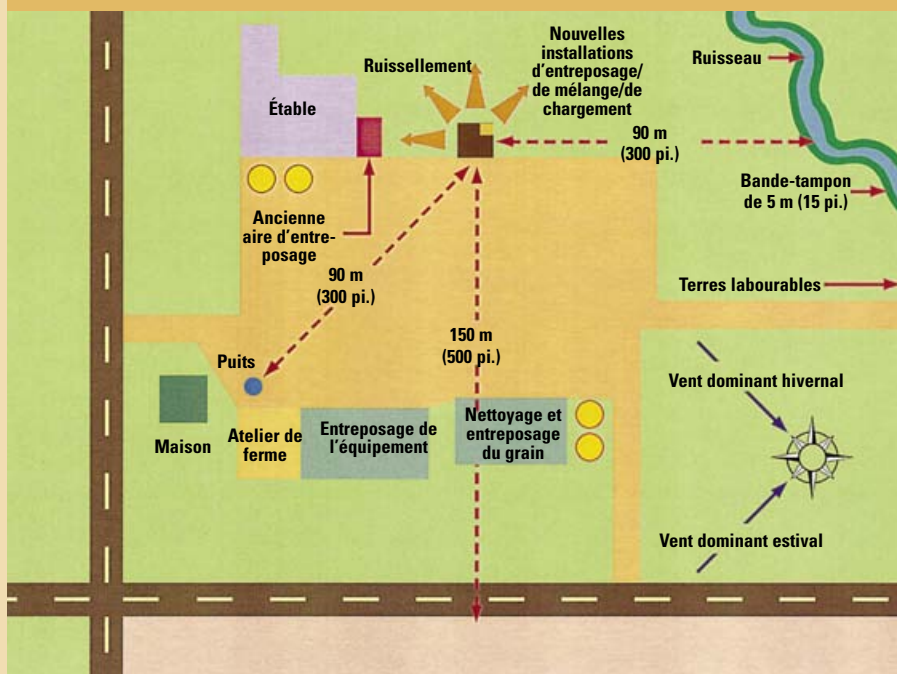 Nouvelles
installations
d'entreposage/
de mélange/de
chargement
Ruissellement
Ruisseau
Étable
90 m
(300 pi.)
Bande-tampon
de 5 m (15 pi.)
Ancienne
aire d'entre-
posage
90 m
(300 pi.)
Terres labourables
150 m
(500 pi.)
Puits
Vent dominant hivernal
Maison
Atelier de
ferme
Entreposage de
l'équipement
Nettoyage et
entreposage
du grain
Vent dominant estival